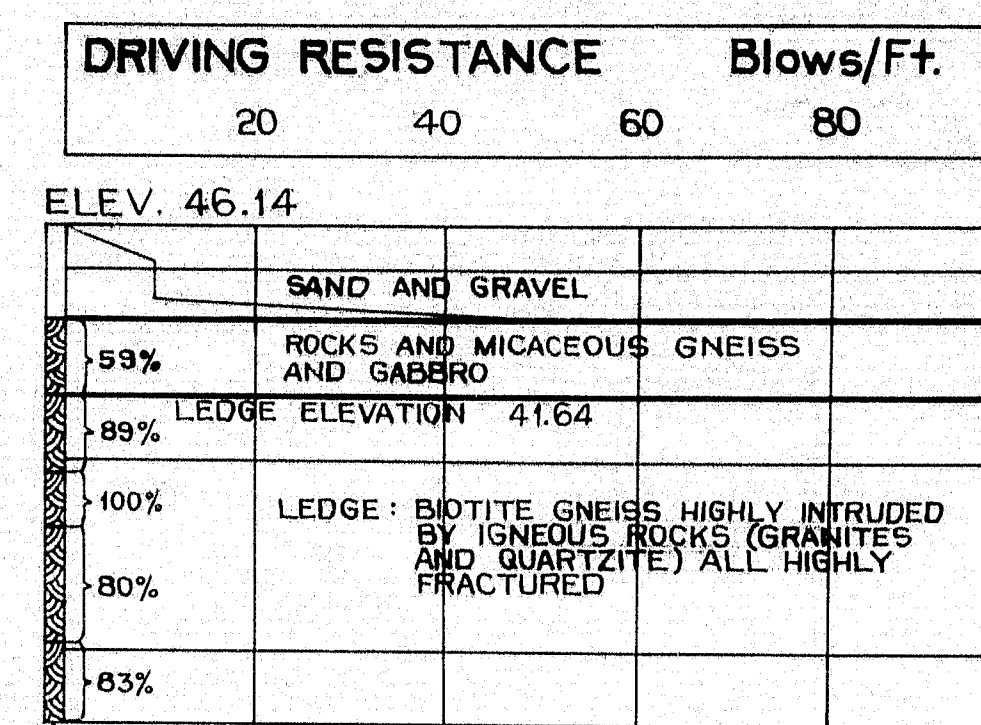 DRIVING RESISTANCE Blows/Ft.
20 40 60 80
ELEV. 46.14
SAND AND GRAVEL
59% ROCKS AND MICACEOUS GNEISS
AND GABBRO
LEDGE ELEVATION 41.64
89%
100%
LEDGE: BIOTITE GNEISS HIGHLY INTRUDED
BY IGNEOUS ROCKS (GRANITES
AND QUARTZITE) ALL HIGHLY
FRACTURED
80%
83%